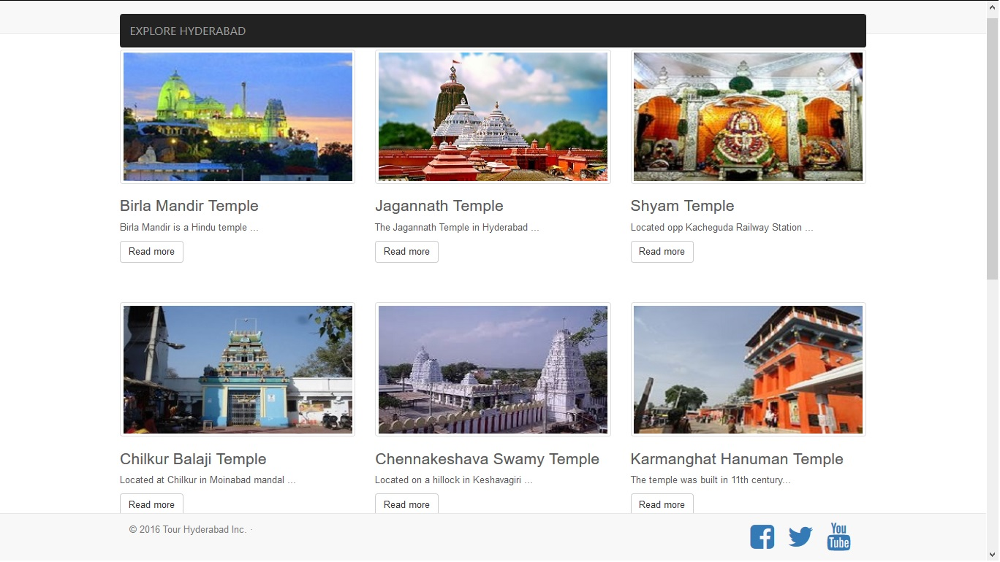 EXPLORE HYDERABAD
Birla Mandir Temple
Birla Mandir is a Hindu temple ...
Read more
Jagannath Temple
The Jagannath Temple in Hyderabad ...
Read more
Shyam Temple
Located opp Kacheguda Railway Station ...
Read more
Chilkur Balaji Temple
Located at Chilkur in Moinabad mandal ...
Read more
Chennakeshava Swamy Temple
Located on a hillock in Keshavagiri ...
Read more
Karmanghat Hanuman Temple
The temple was built in 11th century...
Read more
© 2016 Tour Hyderabad Inc. ·
You
Tube